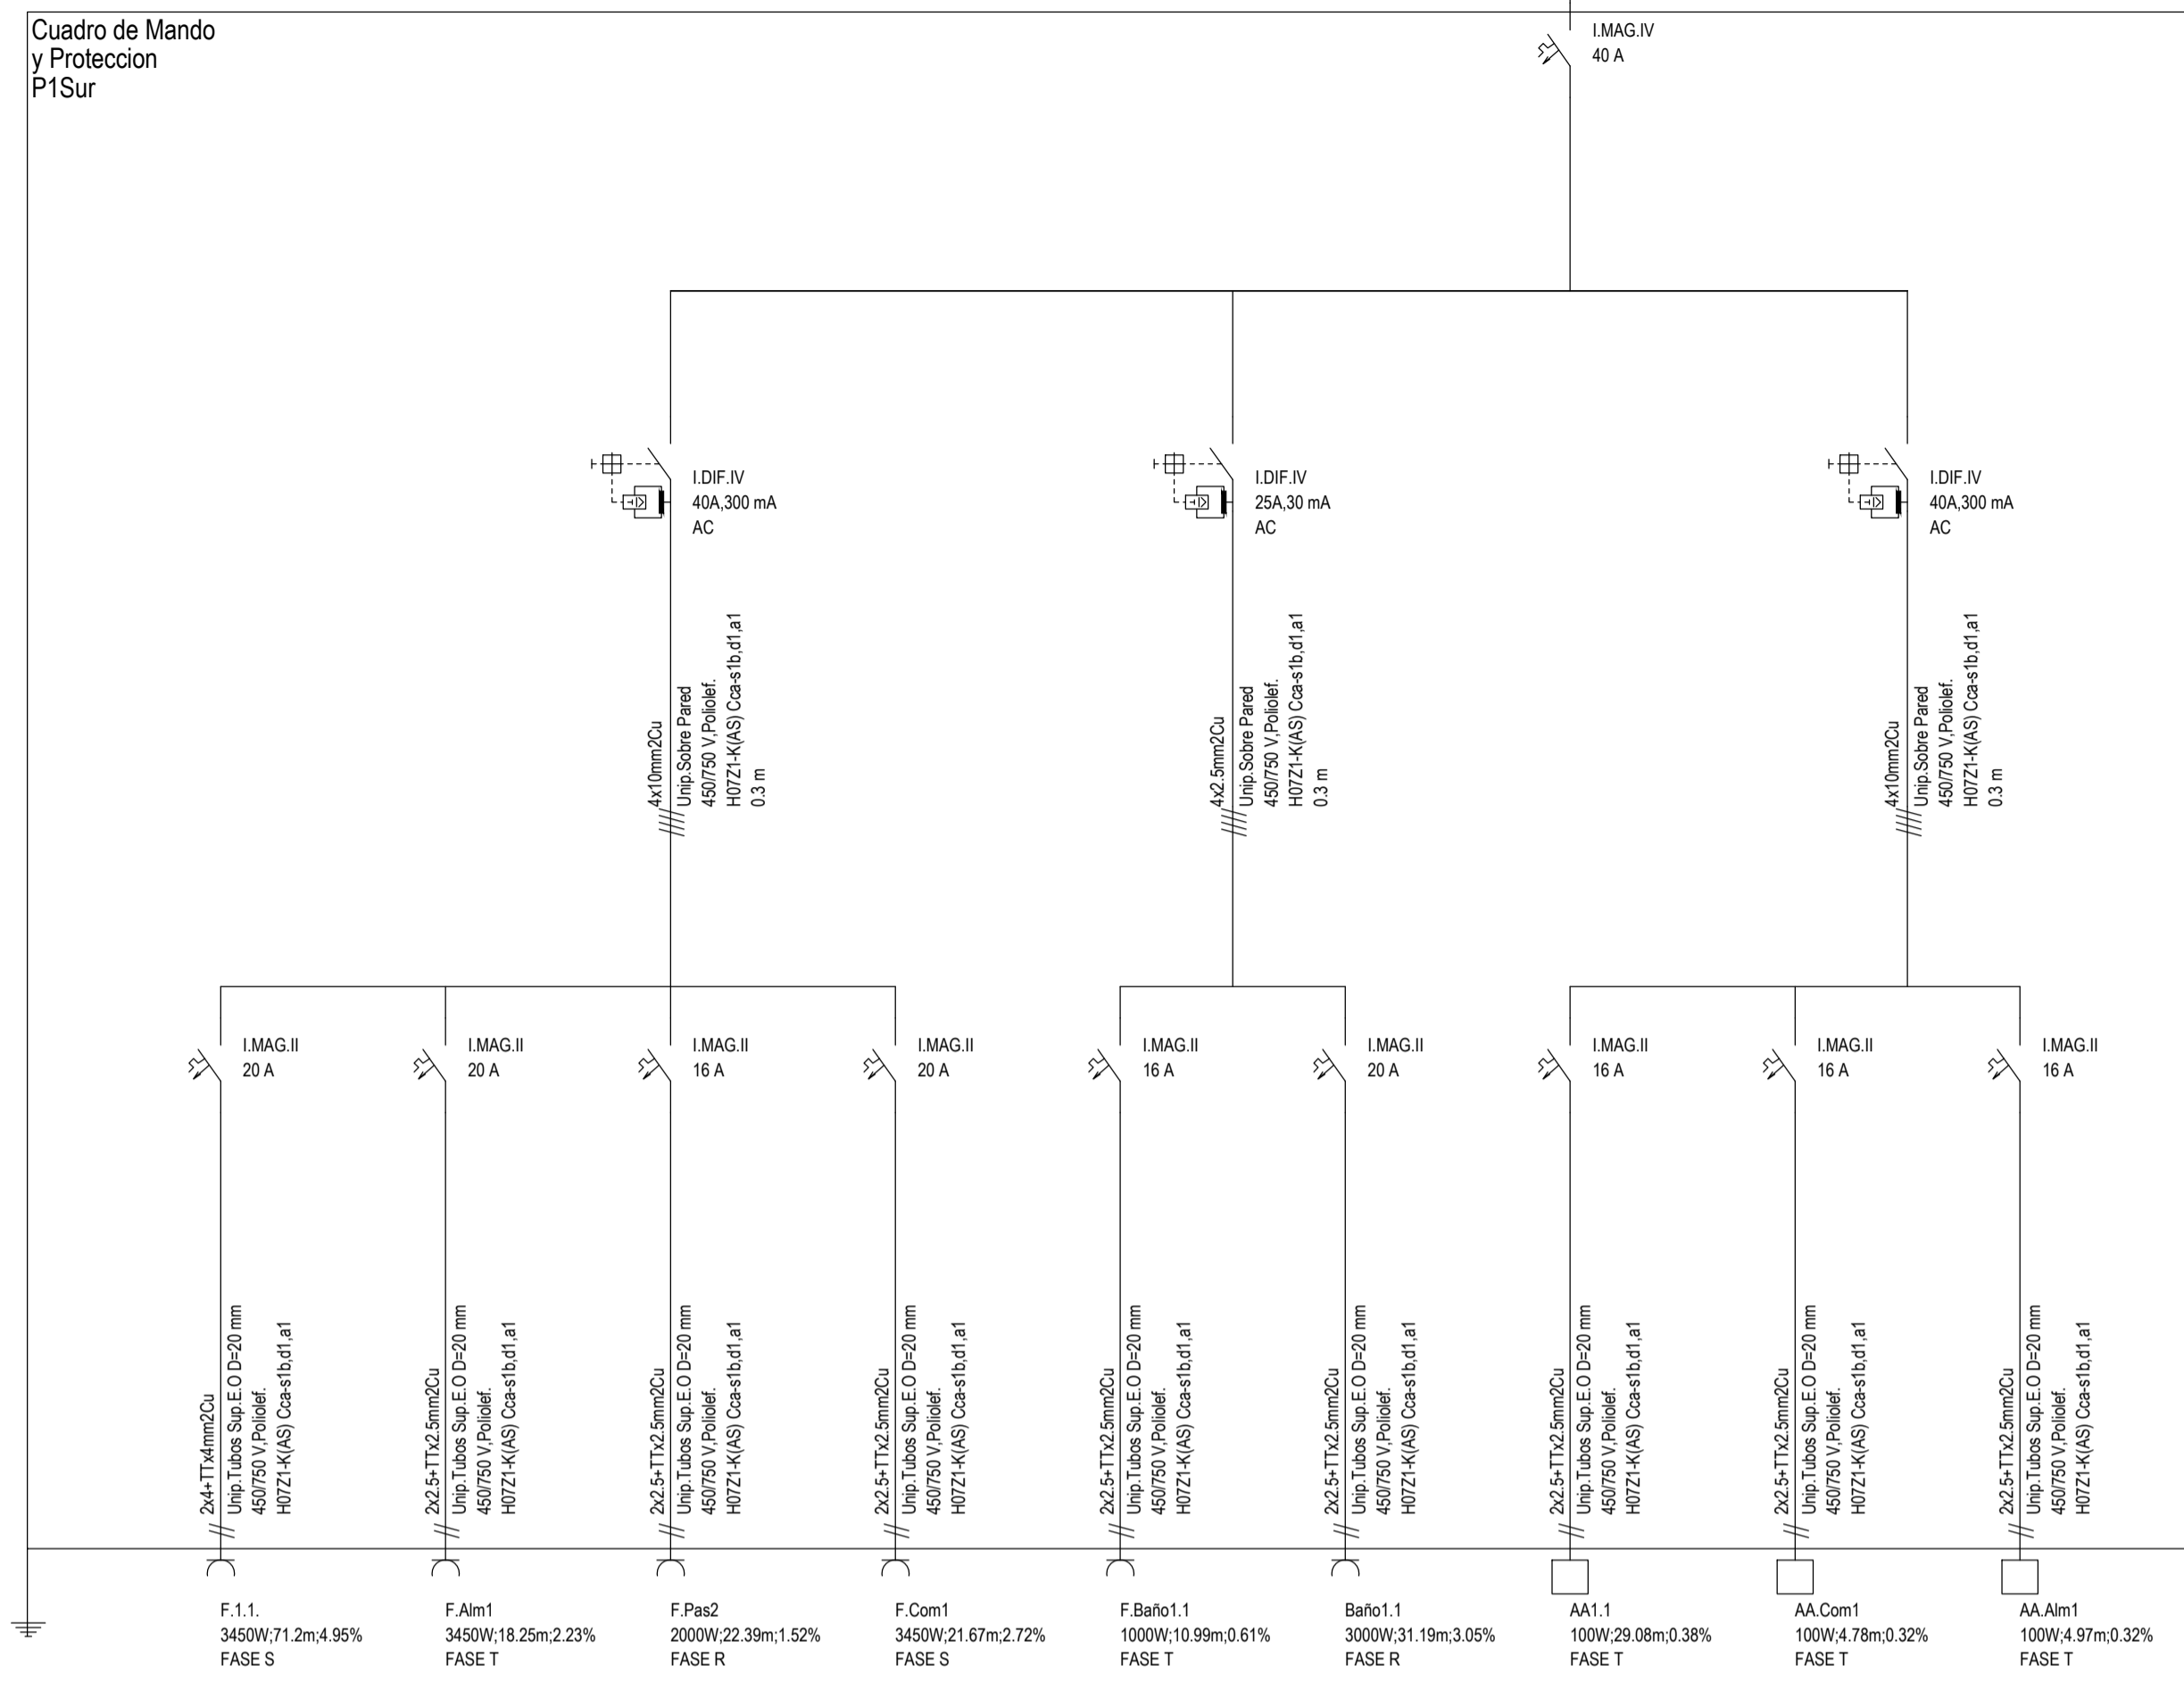 Cuadro de Mando
y Proteccion
P1Sur
I.MAG.IV
40 A
I.DIF.IV
40A,300 mA
AC
I.DIF.IV
25A,30 mA
AC
I.DIF.IV
40A,300 mA
AC
4x10mm2Cu
Unip.Sobre Pared
450/750 V,Poliolef.
H07Z1-K(AS) Cca-s1b,d1,a1
0.3 m
4x2.5mm2Cu
Unip.Sobre Pared
450/750 V,Poliolef.
H07Z1-K(AS) Cca-s1b,d1,a1
0.3 m
4x10mm2Cu
Unip.Sobre Pared
450/750 V,Poliolef.
H07Z1-K(AS) Cca-s1b,d1,a1
0.3 m
I.MAG.II
20 A
I.MAG.II
20 A
I.MAG.II
16 A
I.MAG.II
20 A
I.MAG.II
16 A
I.MAG.II
20 A
I.MAG.II
16 A
I.MAG.II
16 A
I.MAG.II
16 A
2x4+TTx4mm2Cu
Unip.Tubos Sup.E.O D=20 mm
450/750 V,Poliolef.
H07Z1-K(AS) Cca-s1b,d1,a1
2x2.5+TTx2.5mm2Cu
Unip.Tubos Sup.E.O D=20 mm
450/750 V,Poliolef.
H07Z1-K(AS) Cca-s1b,d1,a1
2x2.5+TTx2.5mm2Cu
Unip.Tubos Sup.E.O D=20 mm
450/750 V,Poliolef.
H07Z1-K(AS) Cca-s1b,d1,a1
2x2.5+TTx2.5mm2Cu
Unip.Tubos Sup.E.O D=20 mm
450/750 V,Poliolef.
H07Z1-K(AS) Cca-s1b,d1,a1
2x2.5+TTx2.5mm2Cu
Unip.Tubos Sup.E.O D=20 mm
450/750 V,Poliolef.
H07Z1-K(AS) Cca-s1b,d1,a1
2x2.5+TTx2.5mm2Cu
Unip.Tubos Sup.E.O D=20 mm
450/750 V,Poliolef.
H07Z1-K(AS) Cca-s1b,d1,a1
2x2.5+TTx2.5mm2Cu
Unip.Tubos Sup.E.O D=20 mm
450/750 V,Poliolef.
H07Z1-K(AS) Cca-s1b,d1,a1
2x2.5+TTx2.5mm2Cu
Unip.Tubos Sup.E.O D=20 mm
450/750 V,Poliolef.
H07Z1-K(AS) Cca-s1b,d1,a1
2x2.5+TTx2.5mm2Cu
Unip.Tubos Sup.E.O D=20 mm
450/750 V,Poliolef.
H07Z1-K(AS) Cca-s1b,d1,a1
F.1.1.
3450W;71.2m;4.95%
FASE S
F.Alm1
3450W;18.25m;2.23%
FASE T
F.Pas2
2000W;22.39m;1.52%
FASE R
F.Com1
3450W;21.67m;2.72%
FASE S
F.Baño1.1
1000W;10.99m;0.61%
FASE T
Baño1.1
3000W;31.19m;3.05%
FASE R
AA1.1
100W;29.08m;0.38%
FASE T
AA.Com1
100W;4.78m;0.32%
FASE T
AA.Alm1
100W;4.97m;0.32%
FASE T